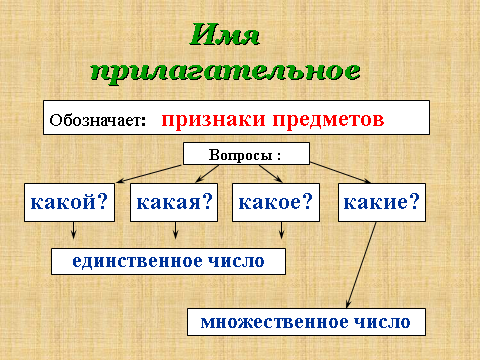 Имя
прилагательное
Обозначает: признаки предметов
Вопросы :
какой? какая? какое? какие?
единственное число
множественное число